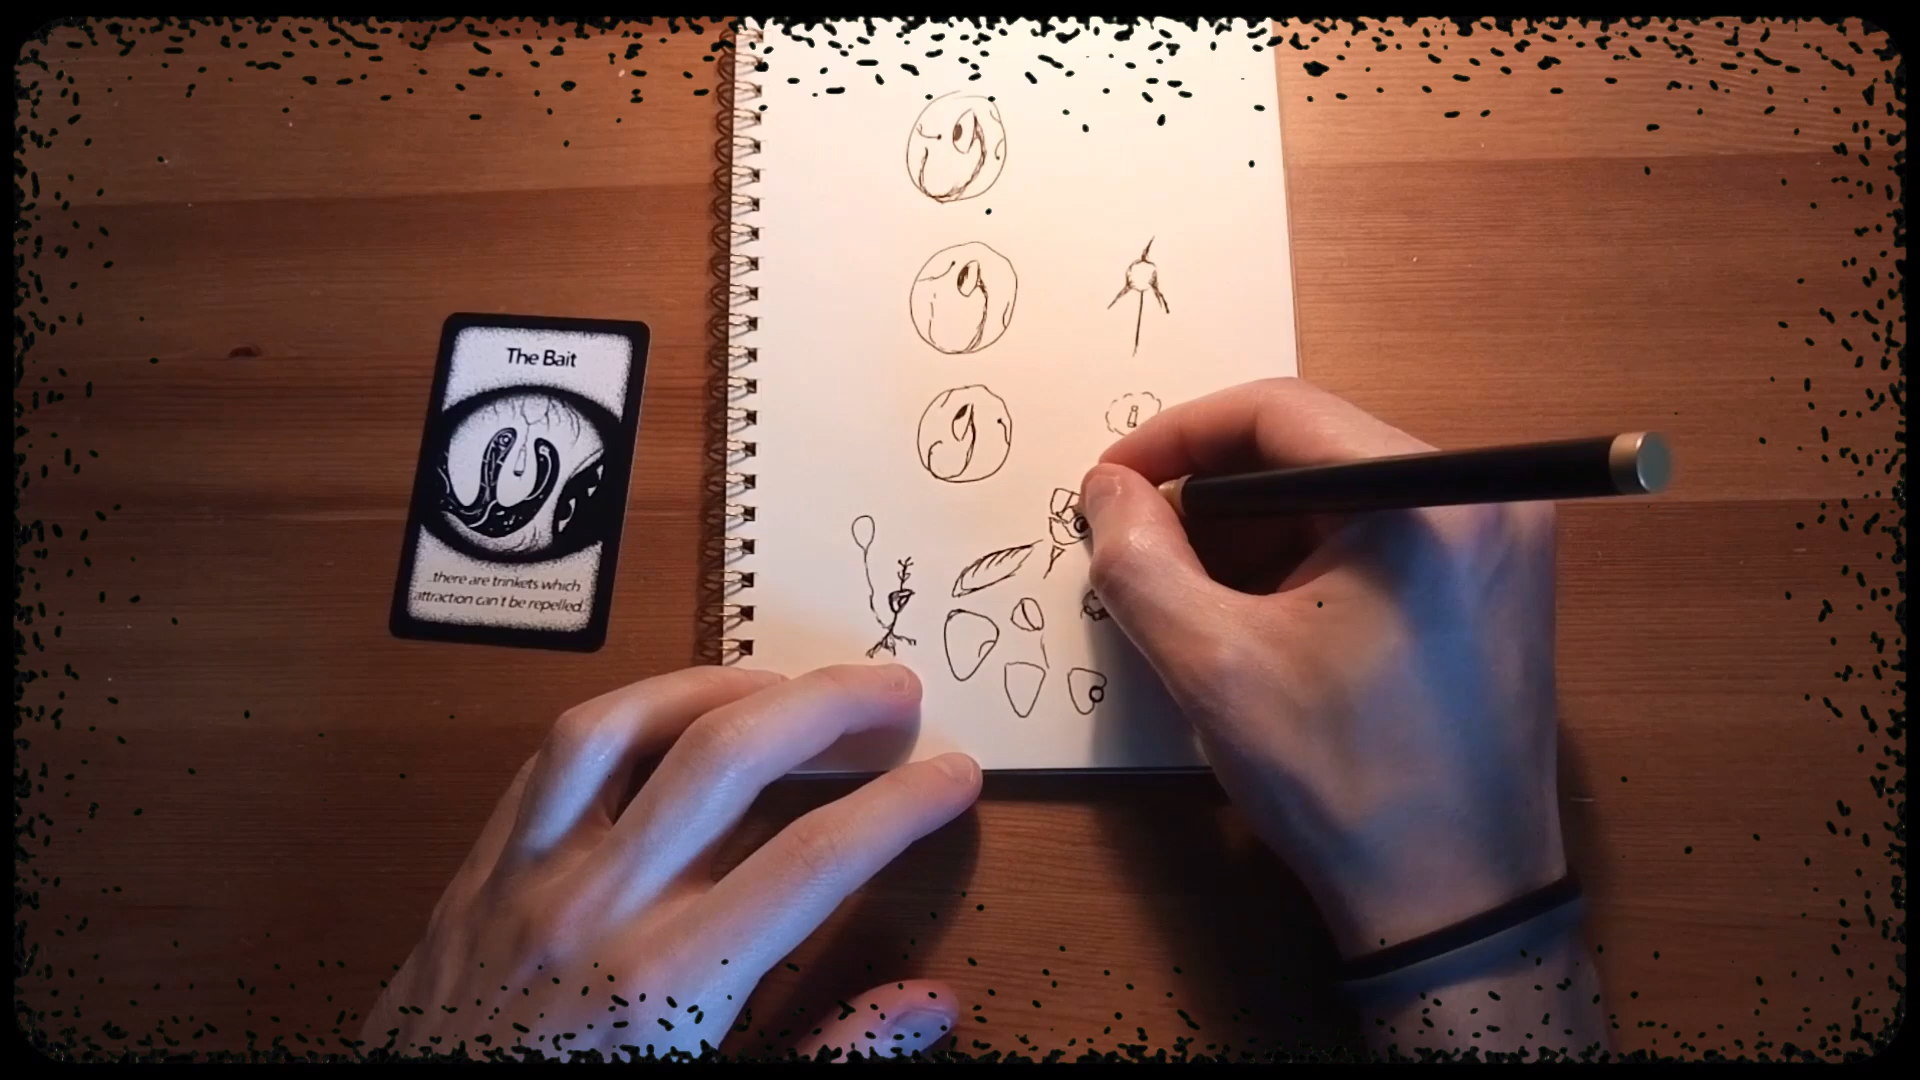 The Bait
..there are trinkets which
attraction can't be repelled.